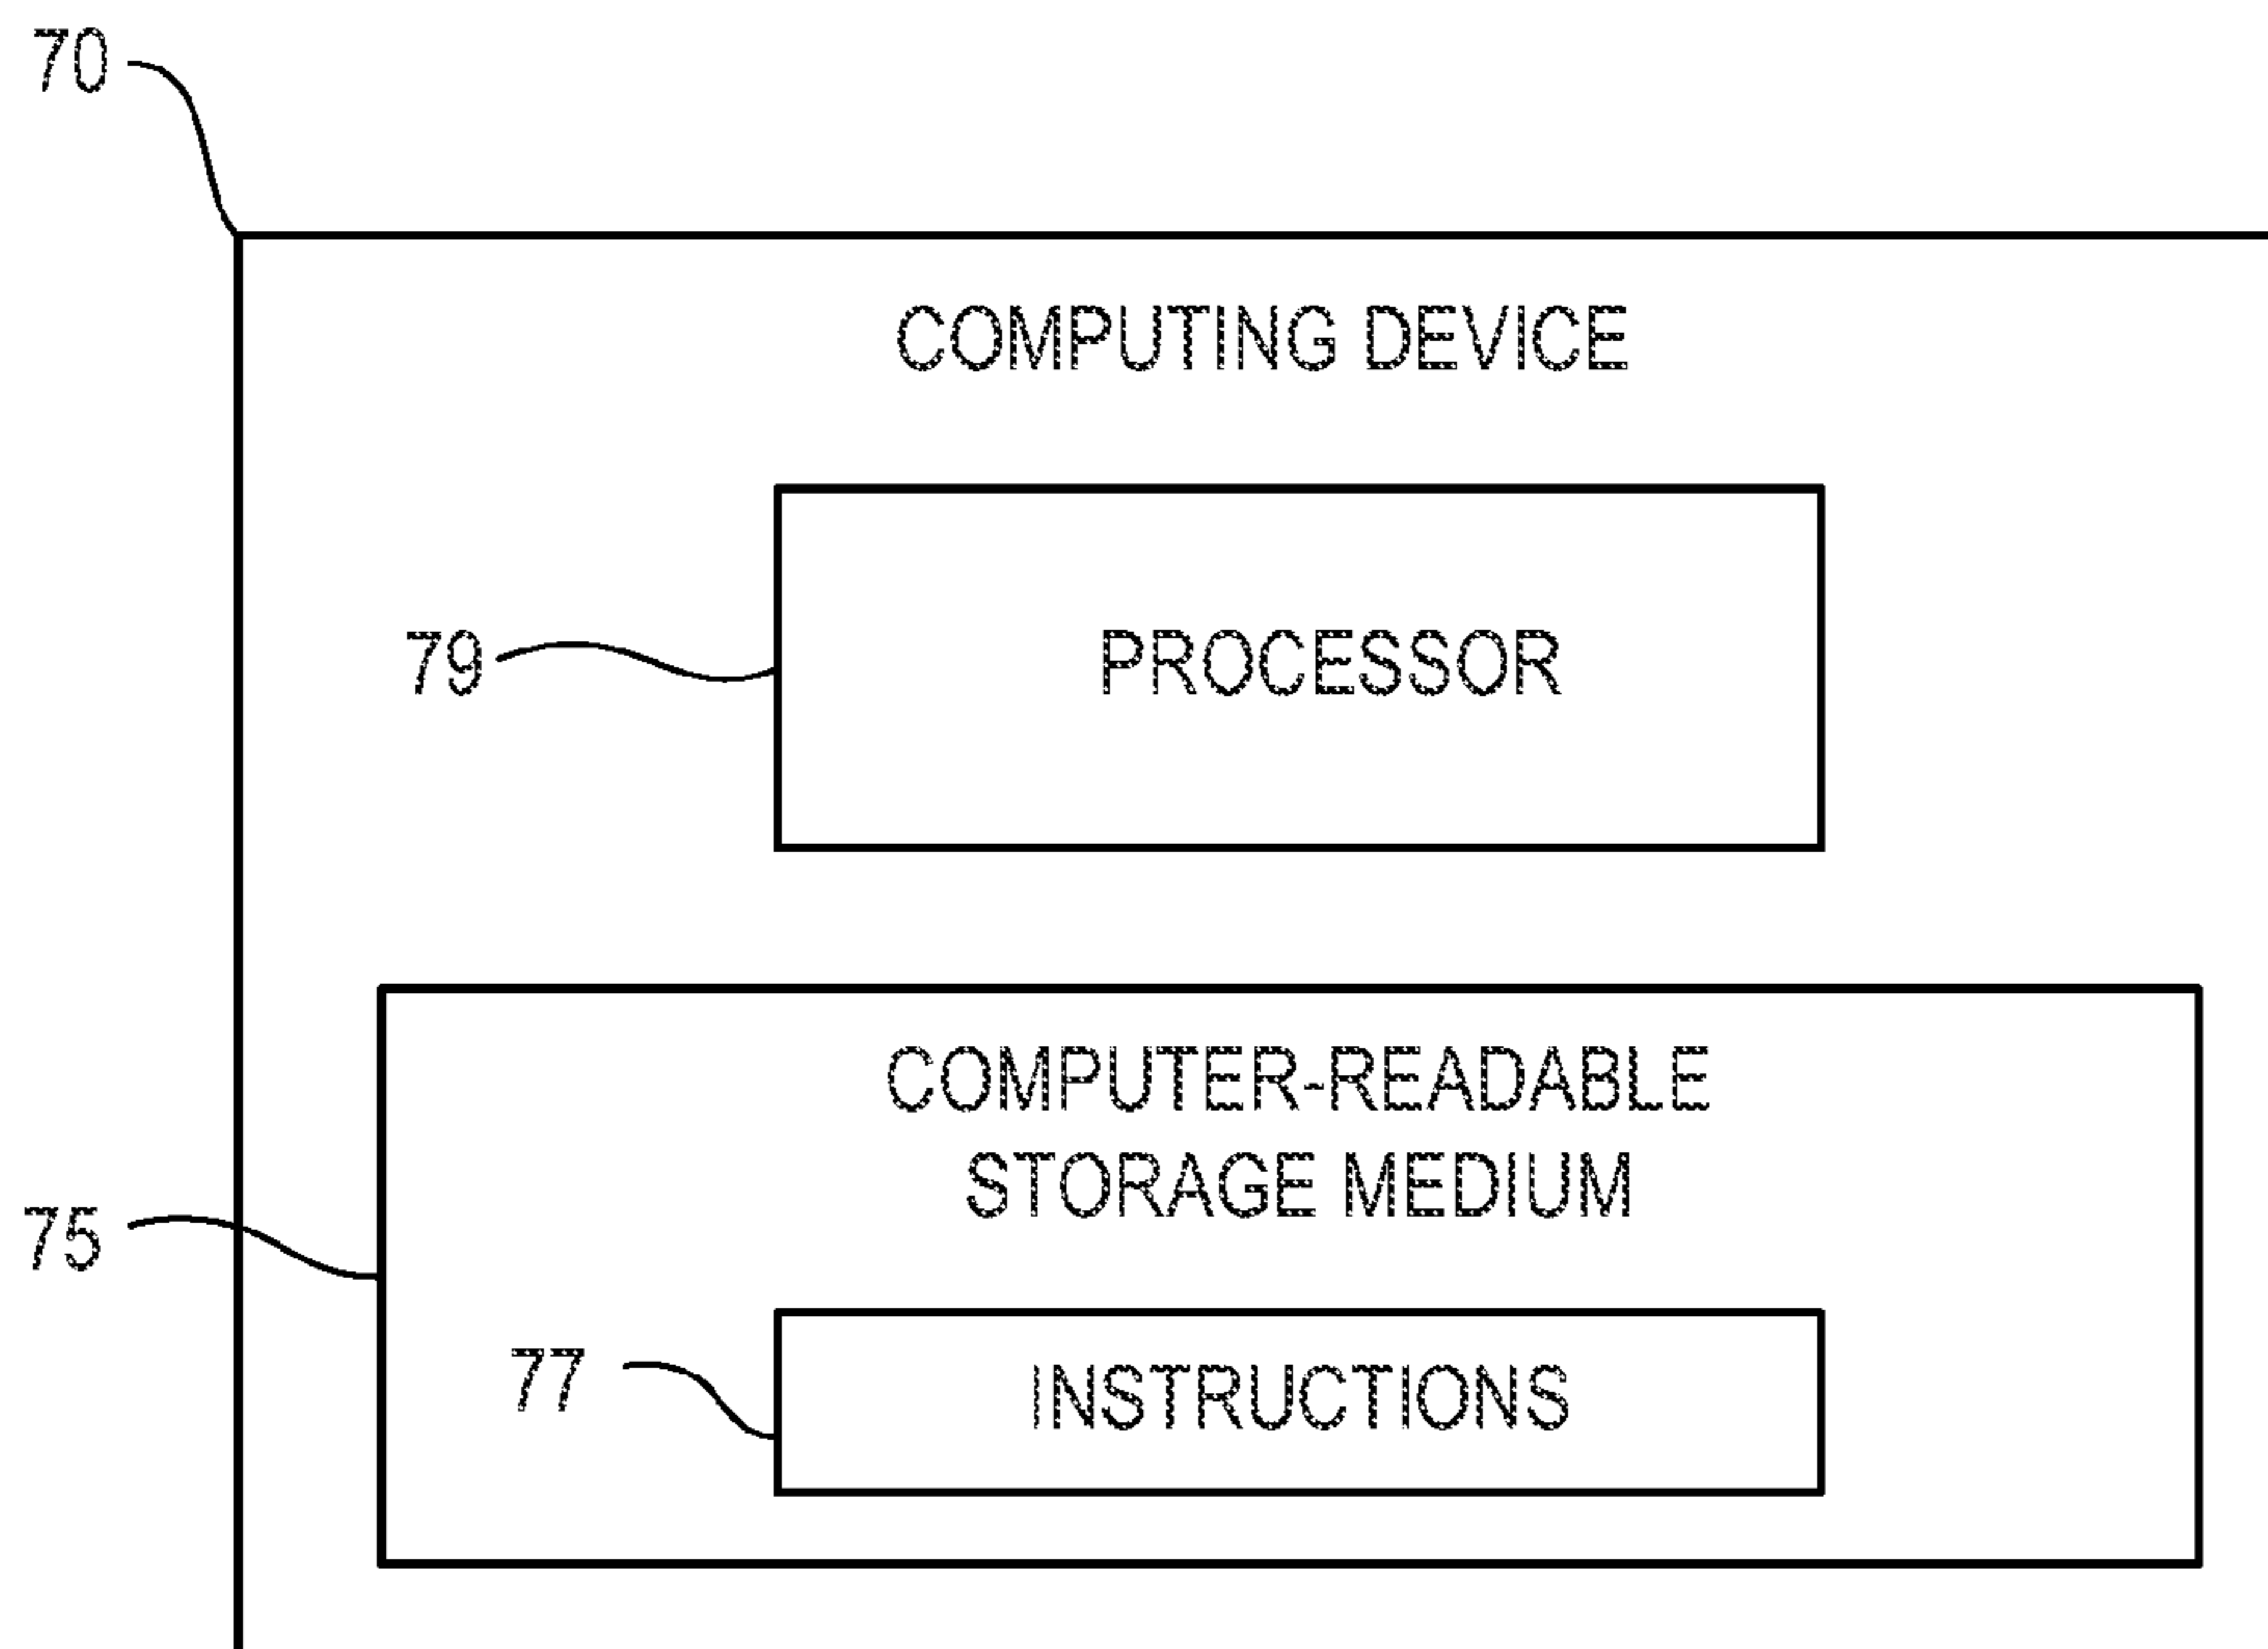 70
COMPUTING DEVICE
79
PROCESSOR
COMPUTER-READABLE
STORAGE MEDIUM
75
77
INSTRUCTIONS